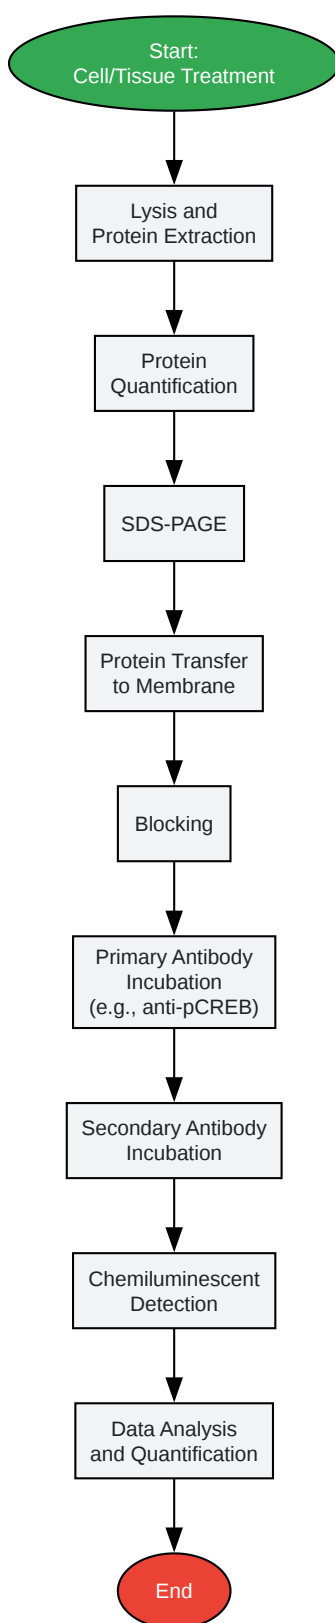 Start:
Cell/Tissue Treatment
Lysis and
Protein Extraction
Protein
Quantification
SDS-PAGE
Protein Transfer
to Membrane
Blocking
Primary Antibody
Incubation
(e.g., anti-pCREB)
Secondary Antibody
Incubation
Chemiluminescent
Detection
Data Analysis
and Quantification
End